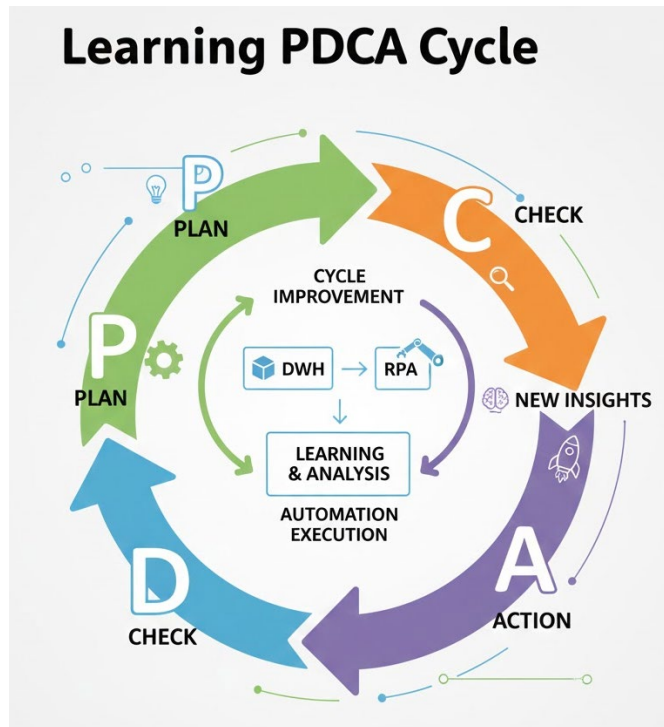 Learning PDCA Cycle
P
PLAN
C
CHECK
P
PLAN
CYCLE
IMPROVEMENT
DWH
RPA
NEW INSIGHTS
LEARNING
& ANALYSIS
AUTOMATION
EXECUTION
D
CHECK
A
ACTION